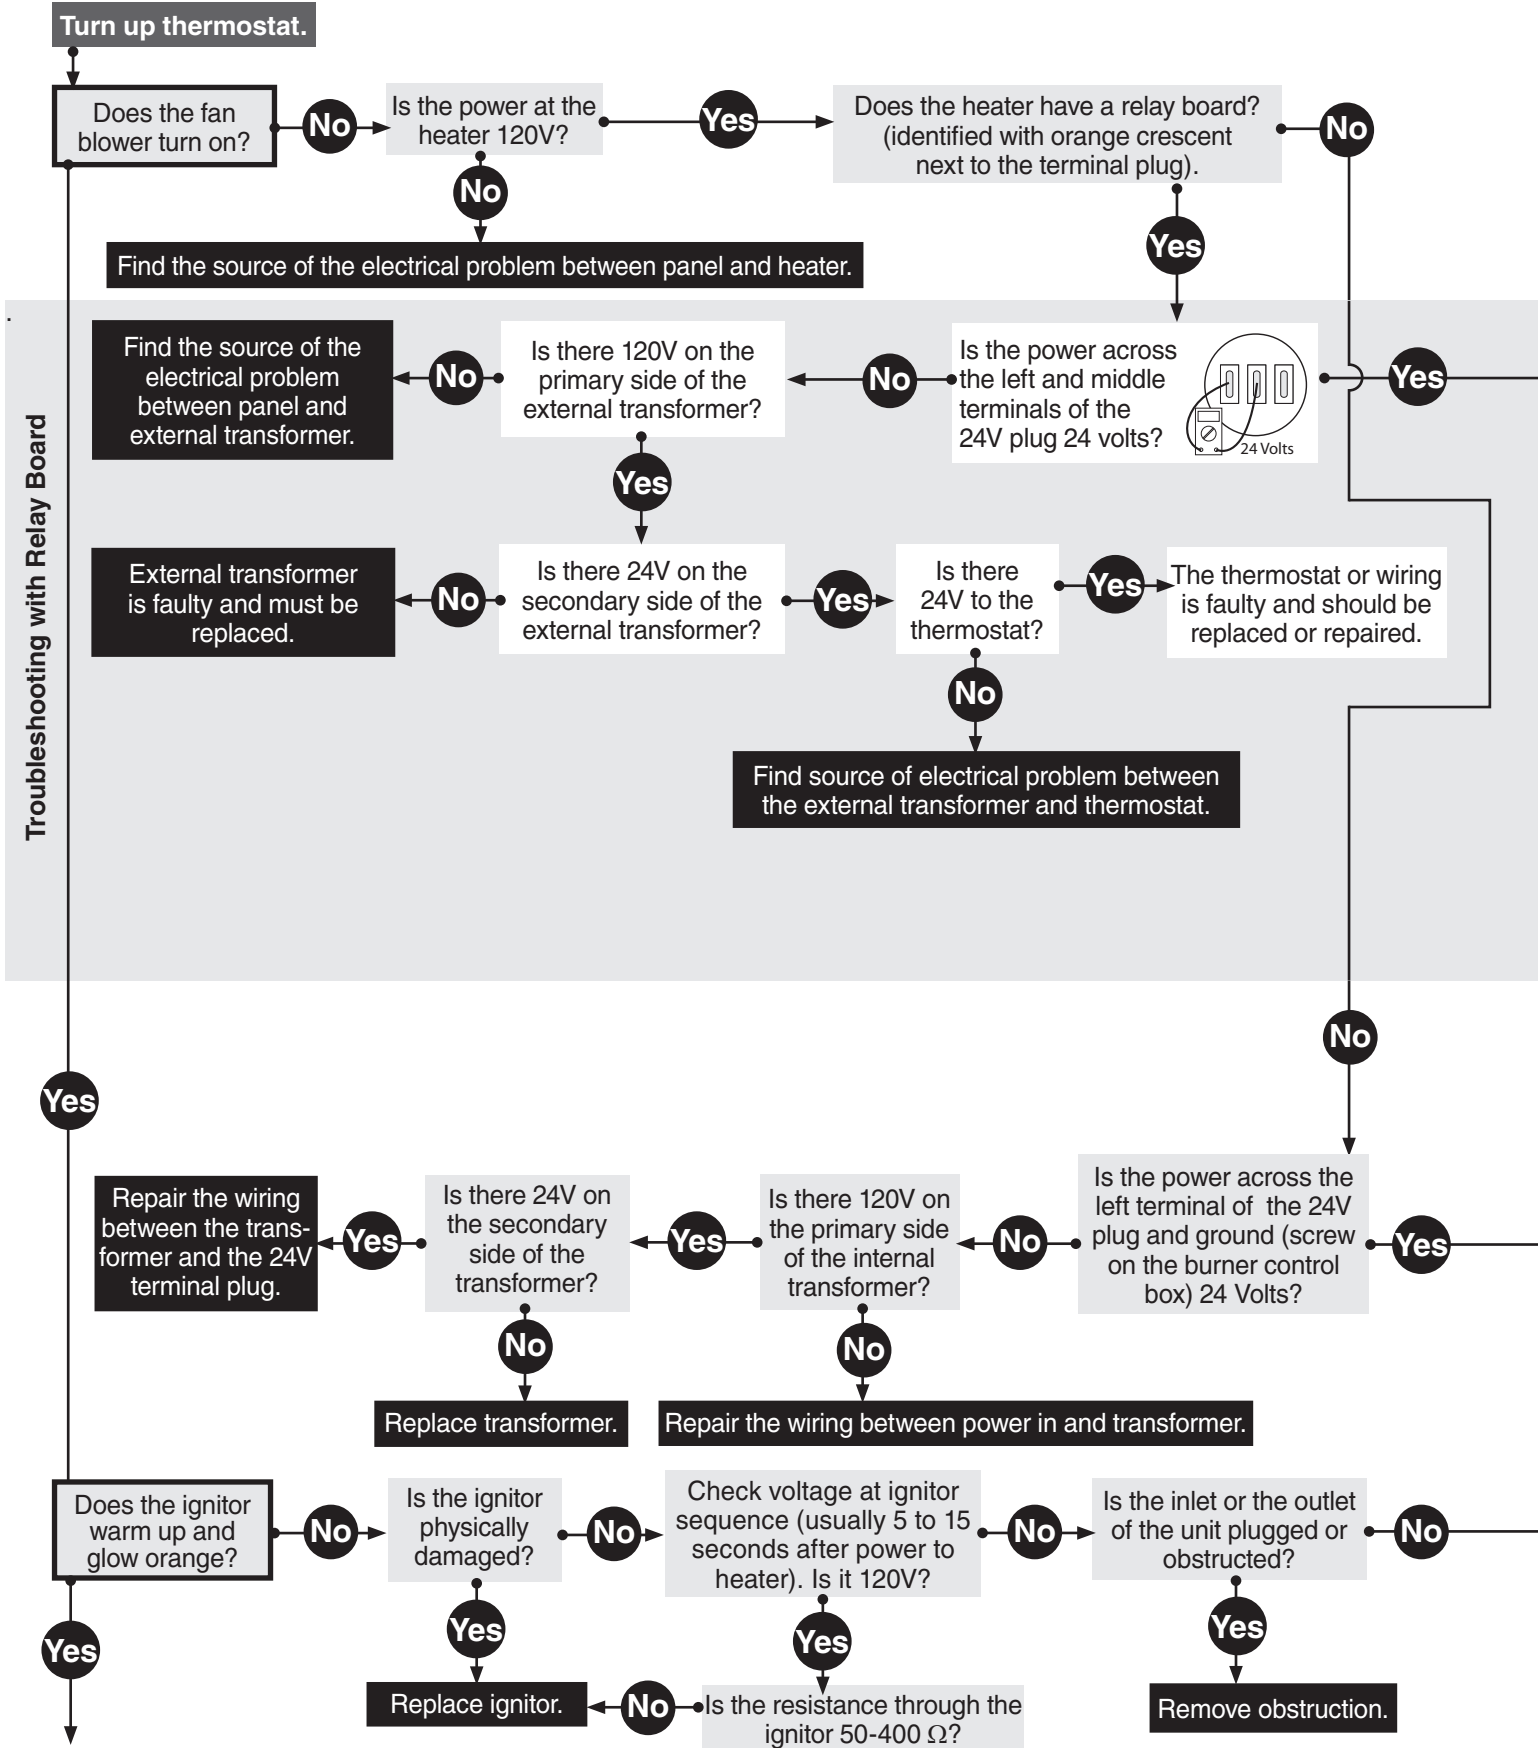 Turn up thermostat.
Does the fan
blower turn on?
No
Is the power at the
heater 120V?
Yes
Does the heater have a relay board?
(identified with orange crescent
next to the terminal plug).
No
No
Yes
Find the source of the electrical problem between panel and heater.
Troubleshooting with Relay Board
Find the source of the
electrical problem
between panel and
external transformer.
No
Is there 120V on the
primary side of the
external transformer?
No
Is the power across
the left and middle
terminals of the
24V plug 24 volts?
24 Volts
Yes
Yes
External transformer
is faulty and must be
replaced.
No
Is there 24V on the
secondary side of the
external transformer?
Yes
Is there
24V to the
thermostat?
Yes
The thermostat or wiring
is faulty and should be
replaced or repaired.
No
Find source of electrical problem between
the external transformer and thermostat.
No
Yes
Repair the wiring
between the trans-
former and the 24V
terminal plug.
Yes
Is there 24V on
the secondary
side of the
transformer?
Yes
Is there 120V on
the primary side
of the internal
transformer?
No
Is the power across the
left terminal of  the 24V
plug and ground (screw
on the burner control
box) 24 Volts?
Yes
No
No
Replace transformer.
Repair the wiring between power in and transformer.
Does the ignitor
warm up and
glow orange?
No
Is the ignitor
physically
damaged?
No
Check voltage at ignitor
sequence (usually 5 to 15
seconds after power to
heater). Is it 120V?
No
Is the inlet or the outlet
of the unit plugged or
obstructed?
No
Yes
Yes
Yes
Yes
Replace ignitor.
No
Is the resistance through the
ignitor 50-400 Ω?
Remove obstruction.